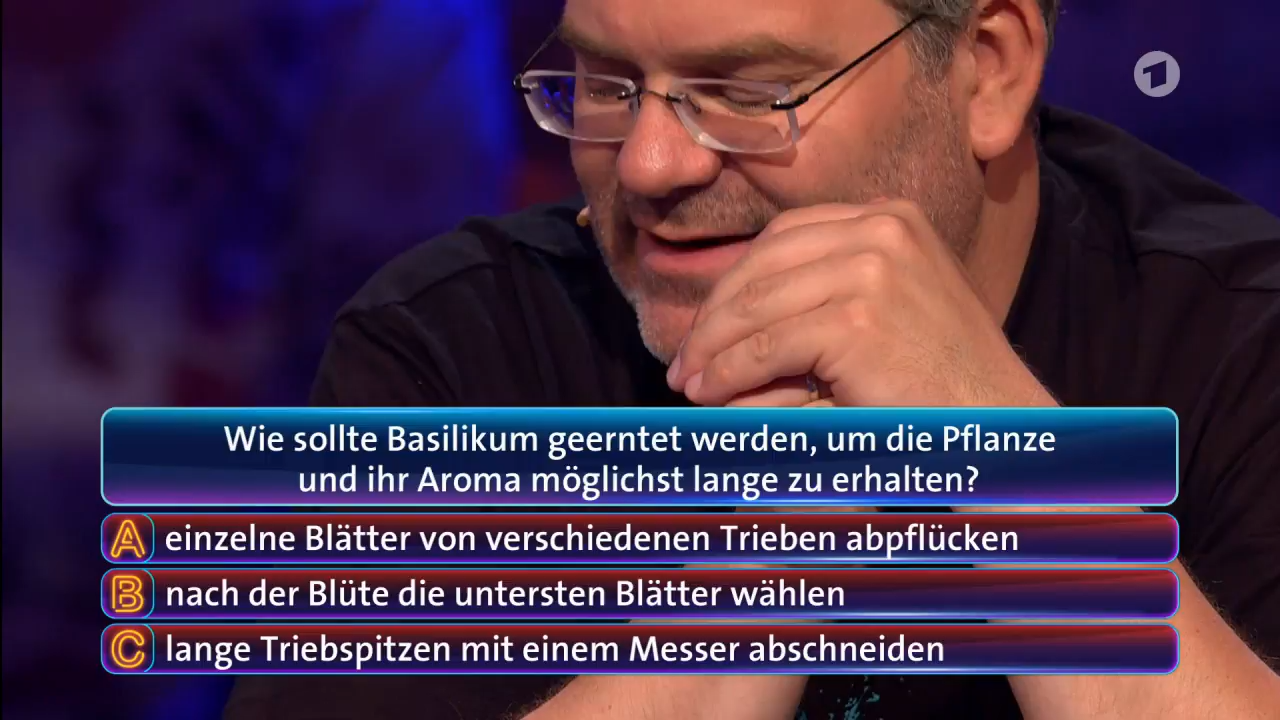 Wie sollte Basilikum geerntet werden, um die Pflanze
und ihr Aroma möglichst lange zu erhalten?
A einzelne Blätter von verschiedenen Trieben abpflücken
B nach der Blüte die untersten Blätter wählen
C lange Triebspitzen mit einem Messer abschneiden
1